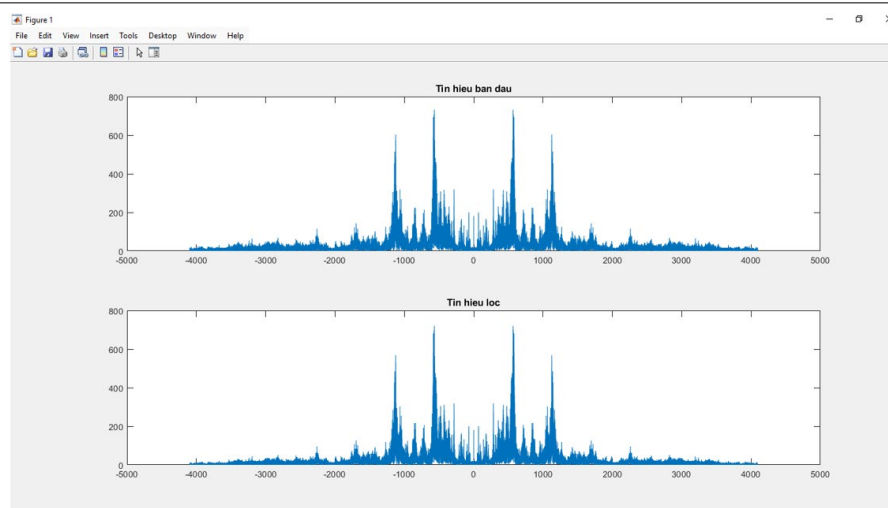 Figure 1
File Edit View Insert Tools Desktop Window Help
Tin hieu ban dau
800
600
400
200
0
-5000 -4000 -3000 -2000 -1000 0 1000 2000 3000 4000 5000
Tin hieu loc
800
600
400
200
0
-5000 -4000 -3000 -2000 -1000 0 1000 2000 3000 4000 5000